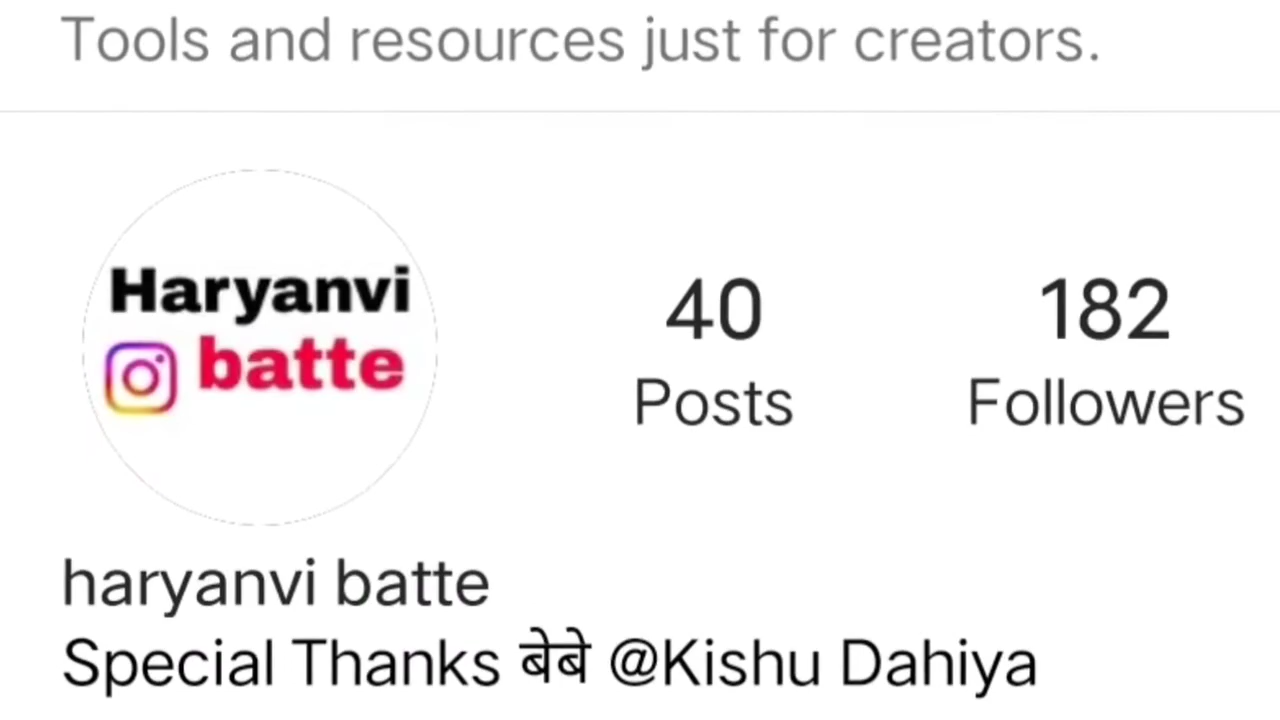 Tools and resources just for creators.
Haryanvi
batte
40
Posts
182
Followers
haryanvi batte
Special Thanks बेबे @Kishu Dahiya